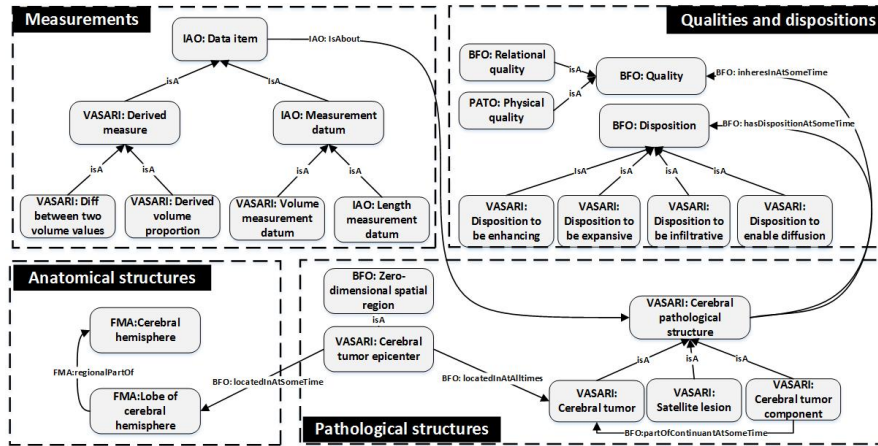 Measurements
IAO: Data item
IAO: IsAbout
isA
isA
VASARI: Derived
measure
IAO: Measurement
datum
isA
isA
isA
isA
VASARI: Diff
between two
volume values
VASARI: Derived
volume
proportion
VASARI: Volume
measurement
datum
IAO: Length
measurement
datum
Qualities and dispositions
BFO: Relational
quality
isA
BFO: Quality
BFO: inheresInAtSomeTime
PATO: Physical
quality
isA
BFO: Disposition
BFO: hasDispositionAtSomeTime
isA
isA
isA
isA
VASARI:
Disposition to
be enhancing
VASARI:
Disposition to
be expansive
VASARI:
Disposition to
be infiltrative
VASARI:
Disposition to
enable diffusion
Anatomical structures
FMA:Cerebral
hemisphere
FMA:regionalPartOf
FMA:Lobe of
cerebral
hemisphere
BFO: Zero-
dimensional spatial
region
isA
VASARI: Cerebral
tumor epicenter
BFO: locatedInAtSomeTime
BFO: locatedInAtAlltimes
VASARI: Cerebral
pathological
structure
isA
isA
isA
VASARI:
Cerebral tumor
VASARI:
Satellite lesion
VASARI:
Cerebral tumor
component
BFO:partOfContinuantAtSomeTime
Pathological structures